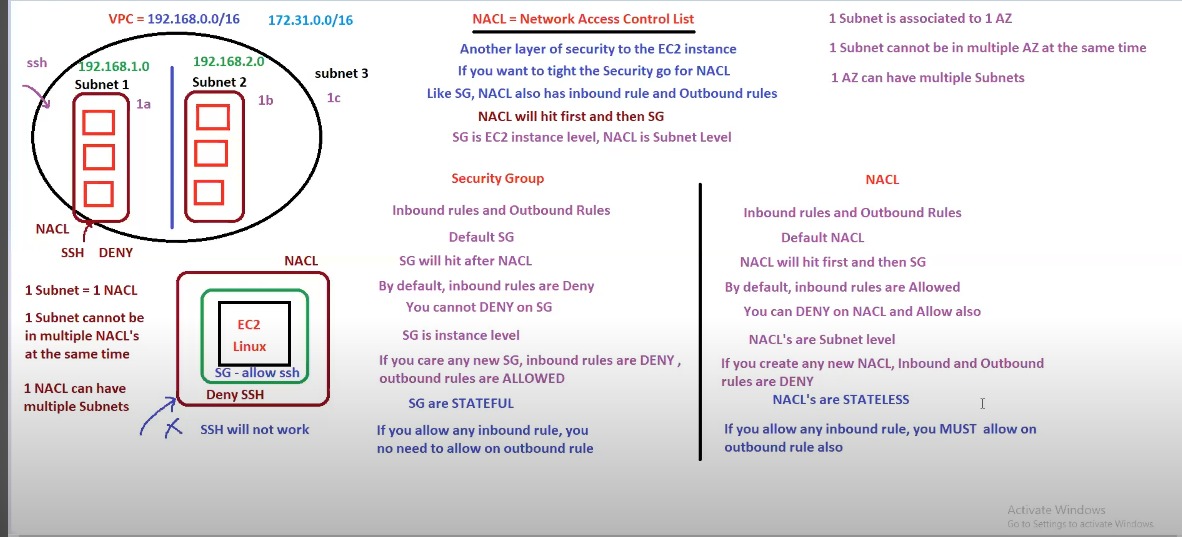 VPC = 192.168.0.0/16
172.31.0.0/16
ssh
192.168.1.0
Subnet 1
1a
192.168.2.0
Subnet 2
1b
subnet 3
1c
NACL
SSH DENY
1 Subnet = 1 NACL
1 Subnet cannot be
in multiple NACL's
at the same time
1 NACL can have
multiple Subnets
NACL
EC2
Linux
SG - allow ssh
Deny SSH
SSH will not work
NACL = Network Access Control List
Another layer of security to the EC2 instance
If you want to tight the Security go for NACL
Like SG, NACL also has inbound rule and Outbound rules
NACL will hit first and then SG
SG is EC2 instance level, NACL is Subnet Level
1 Subnet is associated to 1 AZ
1 Subnet cannot be in multiple AZ at the same time
1 AZ can have multiple Subnets
Security Group
Inbound rules and Outbound Rules
Default SG
SG will hit after NACL
By default, inbound rules are Deny
You cannot DENY on SG
SG is instance level
If you care any new SG, inbound rules are DENY ,
outbound rules are ALLOWED
SG are STATEFUL
If you allow any inbound rule, you
no need to allow on outbound rule
NACL
Inbound rules and Outbound Rules
Default NACL
NACL will hit first and then SG
By default, inbound rules are Allowed
You can DENY on NACL and Allow also
NACL's are Subnet level
If you create any new NACL, Inbound and Outbound
rules are DENY
NACL's are STATELESS
If you allow any inbound rule, you MUST allow on
outbound rule also
Activate Windows
Go to Settings to activate Windows.